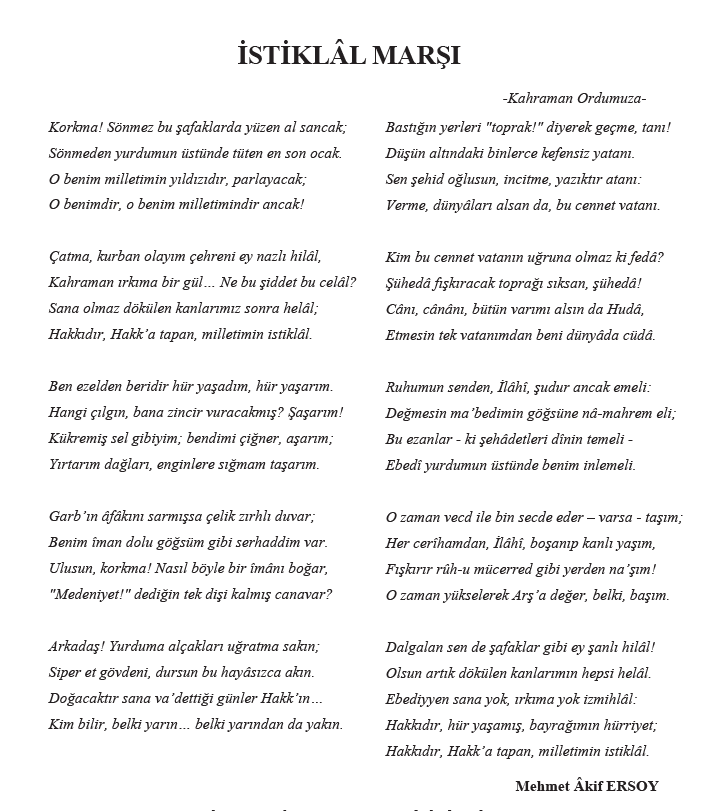 İSTİKLÂL MARŞI
-Kahraman Ordumuza-
Korkma! Sönmez bu şafaklarda yüzen al sancak;
Sönmeden yurdumun üstünde tüten en son ocak.
O benim milletimin yıldızıdır, parlayacak;
O benimdir, o benim milletimindir ancak!
Çatma, kurban olayım çehreni ey nazlı hilâl,
Kahraman ırkıma bir gül… Ne bu şiddet bu celâl?
Sana olmaz dökülen kanlarımız sonra helâl;
Hakkıdır, Hakk’a tapan, milletimin istiklâl.
Ben ezelden beridir hür yaşadım, hür yaşarım.
Hangi çılgın, bana zincir vuracakmış? Şaşarım!
Kükremiş sel gibiyim; bendimi çiğner, aşarım;
Yırtarım dağları, enginlere sığmam taşarım.
Garb’ın âfâkını sarmışsa çelik zırhlı duvar;
Benim îman dolu göğsüm gibi serhaddim var.
Ulusun, korkma! Nasıl böyle bir îmânı boğar,
"Medeniyet!" dediğin tek dişi kalmış canavar?
Arkadaş! Yurduma alçakları uğratma sakın;
Siper et gövdeni, dursun bu hayâsızca akın.
Doğacaktır sana va’dettiği günler Hakk’ın…
Kim bilir, belki yarın… belki yarından da yakın.
Bastığın yerleri "toprak!" diyerek geçme, tanı!
Düşün altındaki binlerce kefensiz yatanı.
Sen şehid oğlusun, incitme, yazıktır atanı:
Verme, dünyâları alsan da, bu cennet vatanı.
Kim bu cennet vatanın uğruna olmaz ki fedâ?
Şühedâ fışkıracak toprağı sıksan, şühedâ!
Cânı, cânânı, bütün varımı alsın da Hudâ,
Etmesin tek vatanımdan beni dünyâda cüdâ.
Ruhumun senden, İlâhî, şudur ancak emeli:
Değmesin ma’bedimin göğsüne nâ-mahrem eli;
Bu ezanlar - ki şehâdetleri dînin temeli -
Ebedî yurdumun üstünde benim inlemeli.
O zaman vecd ile bin secde eder – varsa - taşım;
Her cerîhamdan, İlâhî, boşanıp kanlı yaşım,
Fışkırır rûh-u mücerred gibi yerden na’şım!
O zaman yükselerek Arş’a değer, belki, başım.
Dalgalan sen de şafaklar gibi ey şanlı hilâl!
Olsun artık dökülen kanlarımın hepsi helâl.
Ebediyyen sana yok, ırkıma yok izmihlâl:
Hakkıdır, hür yaşamış, bayrağımın hürriyet;
Hakkıdır, Hakk’a tapan, milletimin istiklâl.
Mehmet Âkif ERSOY